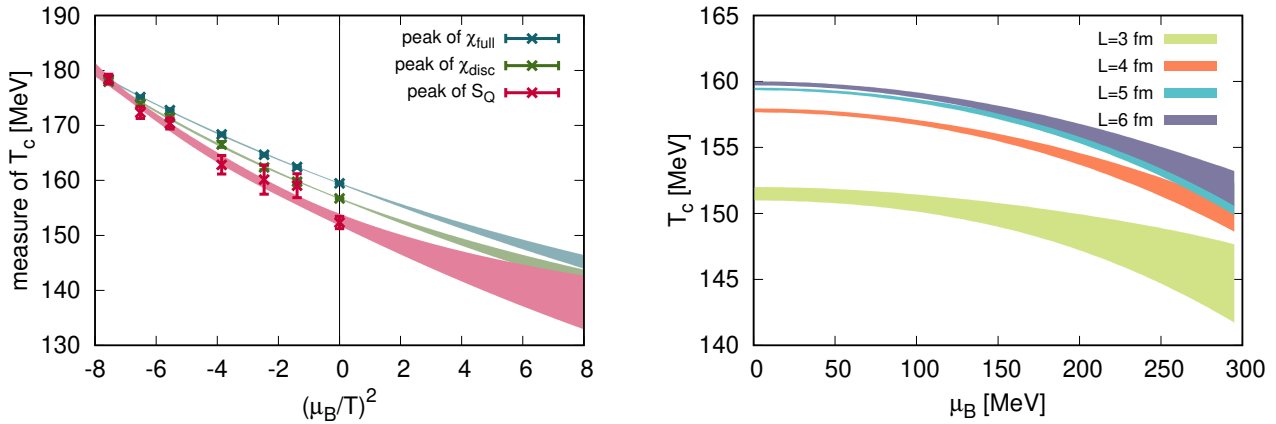 measure of T_c [MeV]
190
180
170
160
150
140
130
peak of χ_full
peak of χ_disc
peak of S_Q
-8 -6 -4 -2 0 2 4 6 8
(μ_B/T)^2
T_c [MeV]
165
160
155
150
145
140
L=3 fm
L=4 fm
L=5 fm
L=6 fm
0 50 100 150 200 250 300
μ_B [MeV]